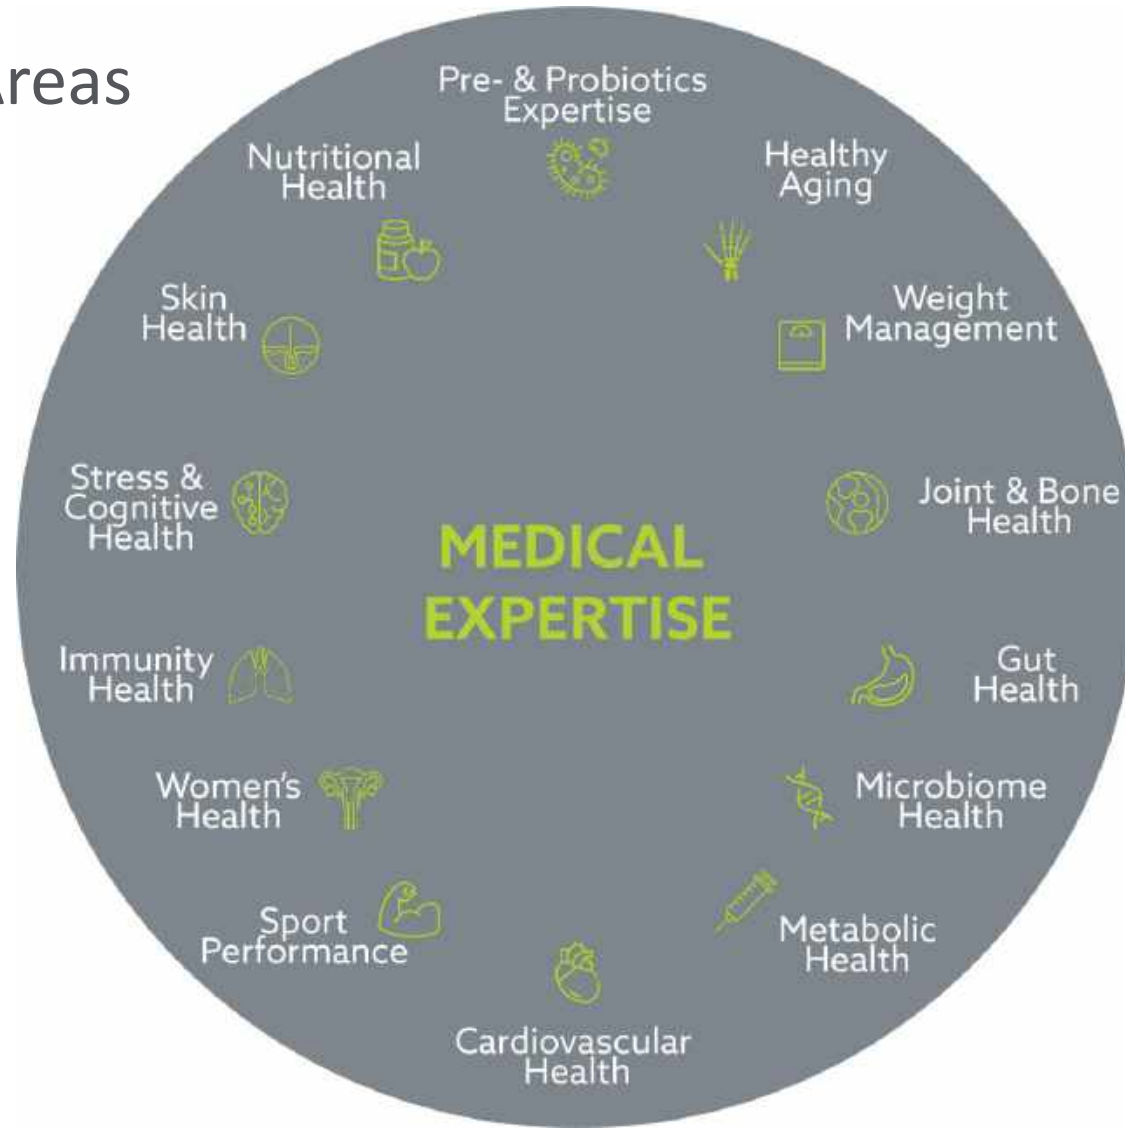 Areas
Pre- & Probiotics
Expertise
Nutritional
Health
Healthy
Aging
Skin
Health
Weight
Management
Stress &
Cognitive
Health
Joint & Bone
Health
MEDICAL
EXPERTISE
Immunity
Health
Gut
Health
Women's
Health
Microbiome
Health
Sport
Performance
Metabolic
Health
Cardiovascular
Health